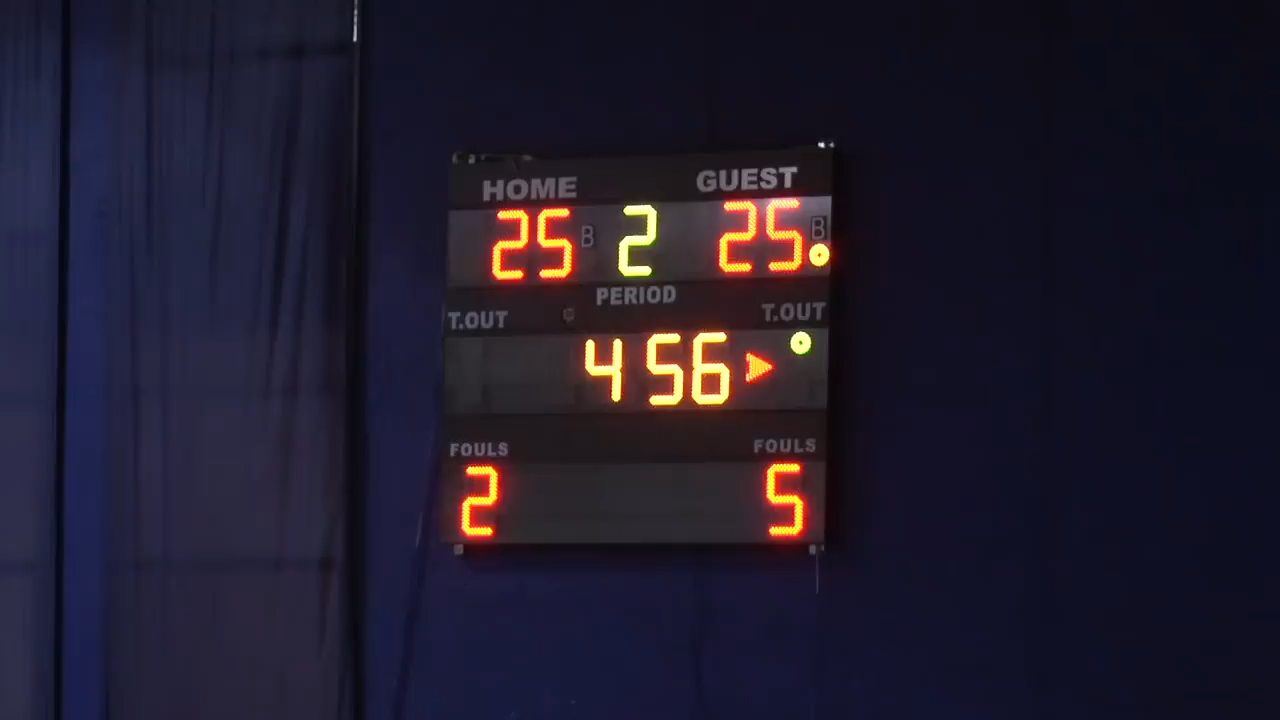 HOME GUEST
25 B 2 25 B
PERIOD
T.OUT T.OUT
4 56
FOULS FOULS
2 5